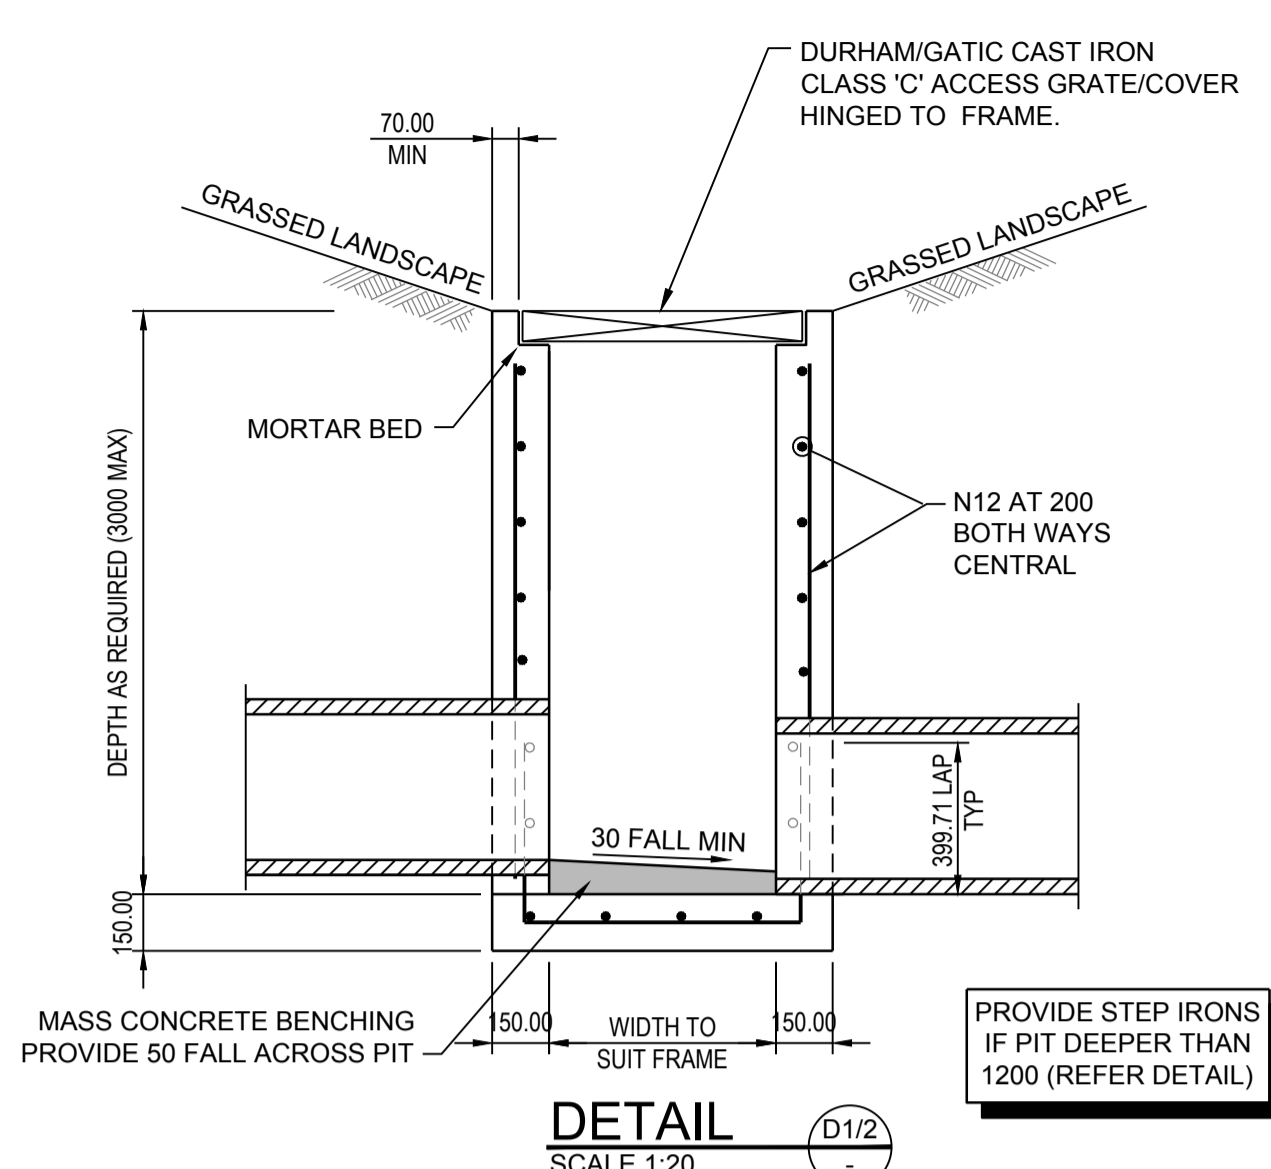 DURHAM/GATIC CAST IRON
CLASS 'C' ACCESS GRATE/COVER
HINGED TO FRAME.
70.00
MIN
GRASSED LANDSCAPE
GRASSED LANDSCAPE
MORTAR BED
N12 AT 200
BOTH WAYS
CENTRAL
DEPTH AS REQUIRED (3000 MAX)
399.71 LAP
TYP
30 FALL MIN
150.00
MASS CONCRETE BENCHING
PROVIDE 50 FALL ACROSS PIT
150.00
WIDTH TO
SUIT FRAME
150.00
PROVIDE STEP IRONS
IF PIT DEEPER THAN
1200 (REFER DETAIL)
DETAIL
D1/2
-
SCALE 1:20